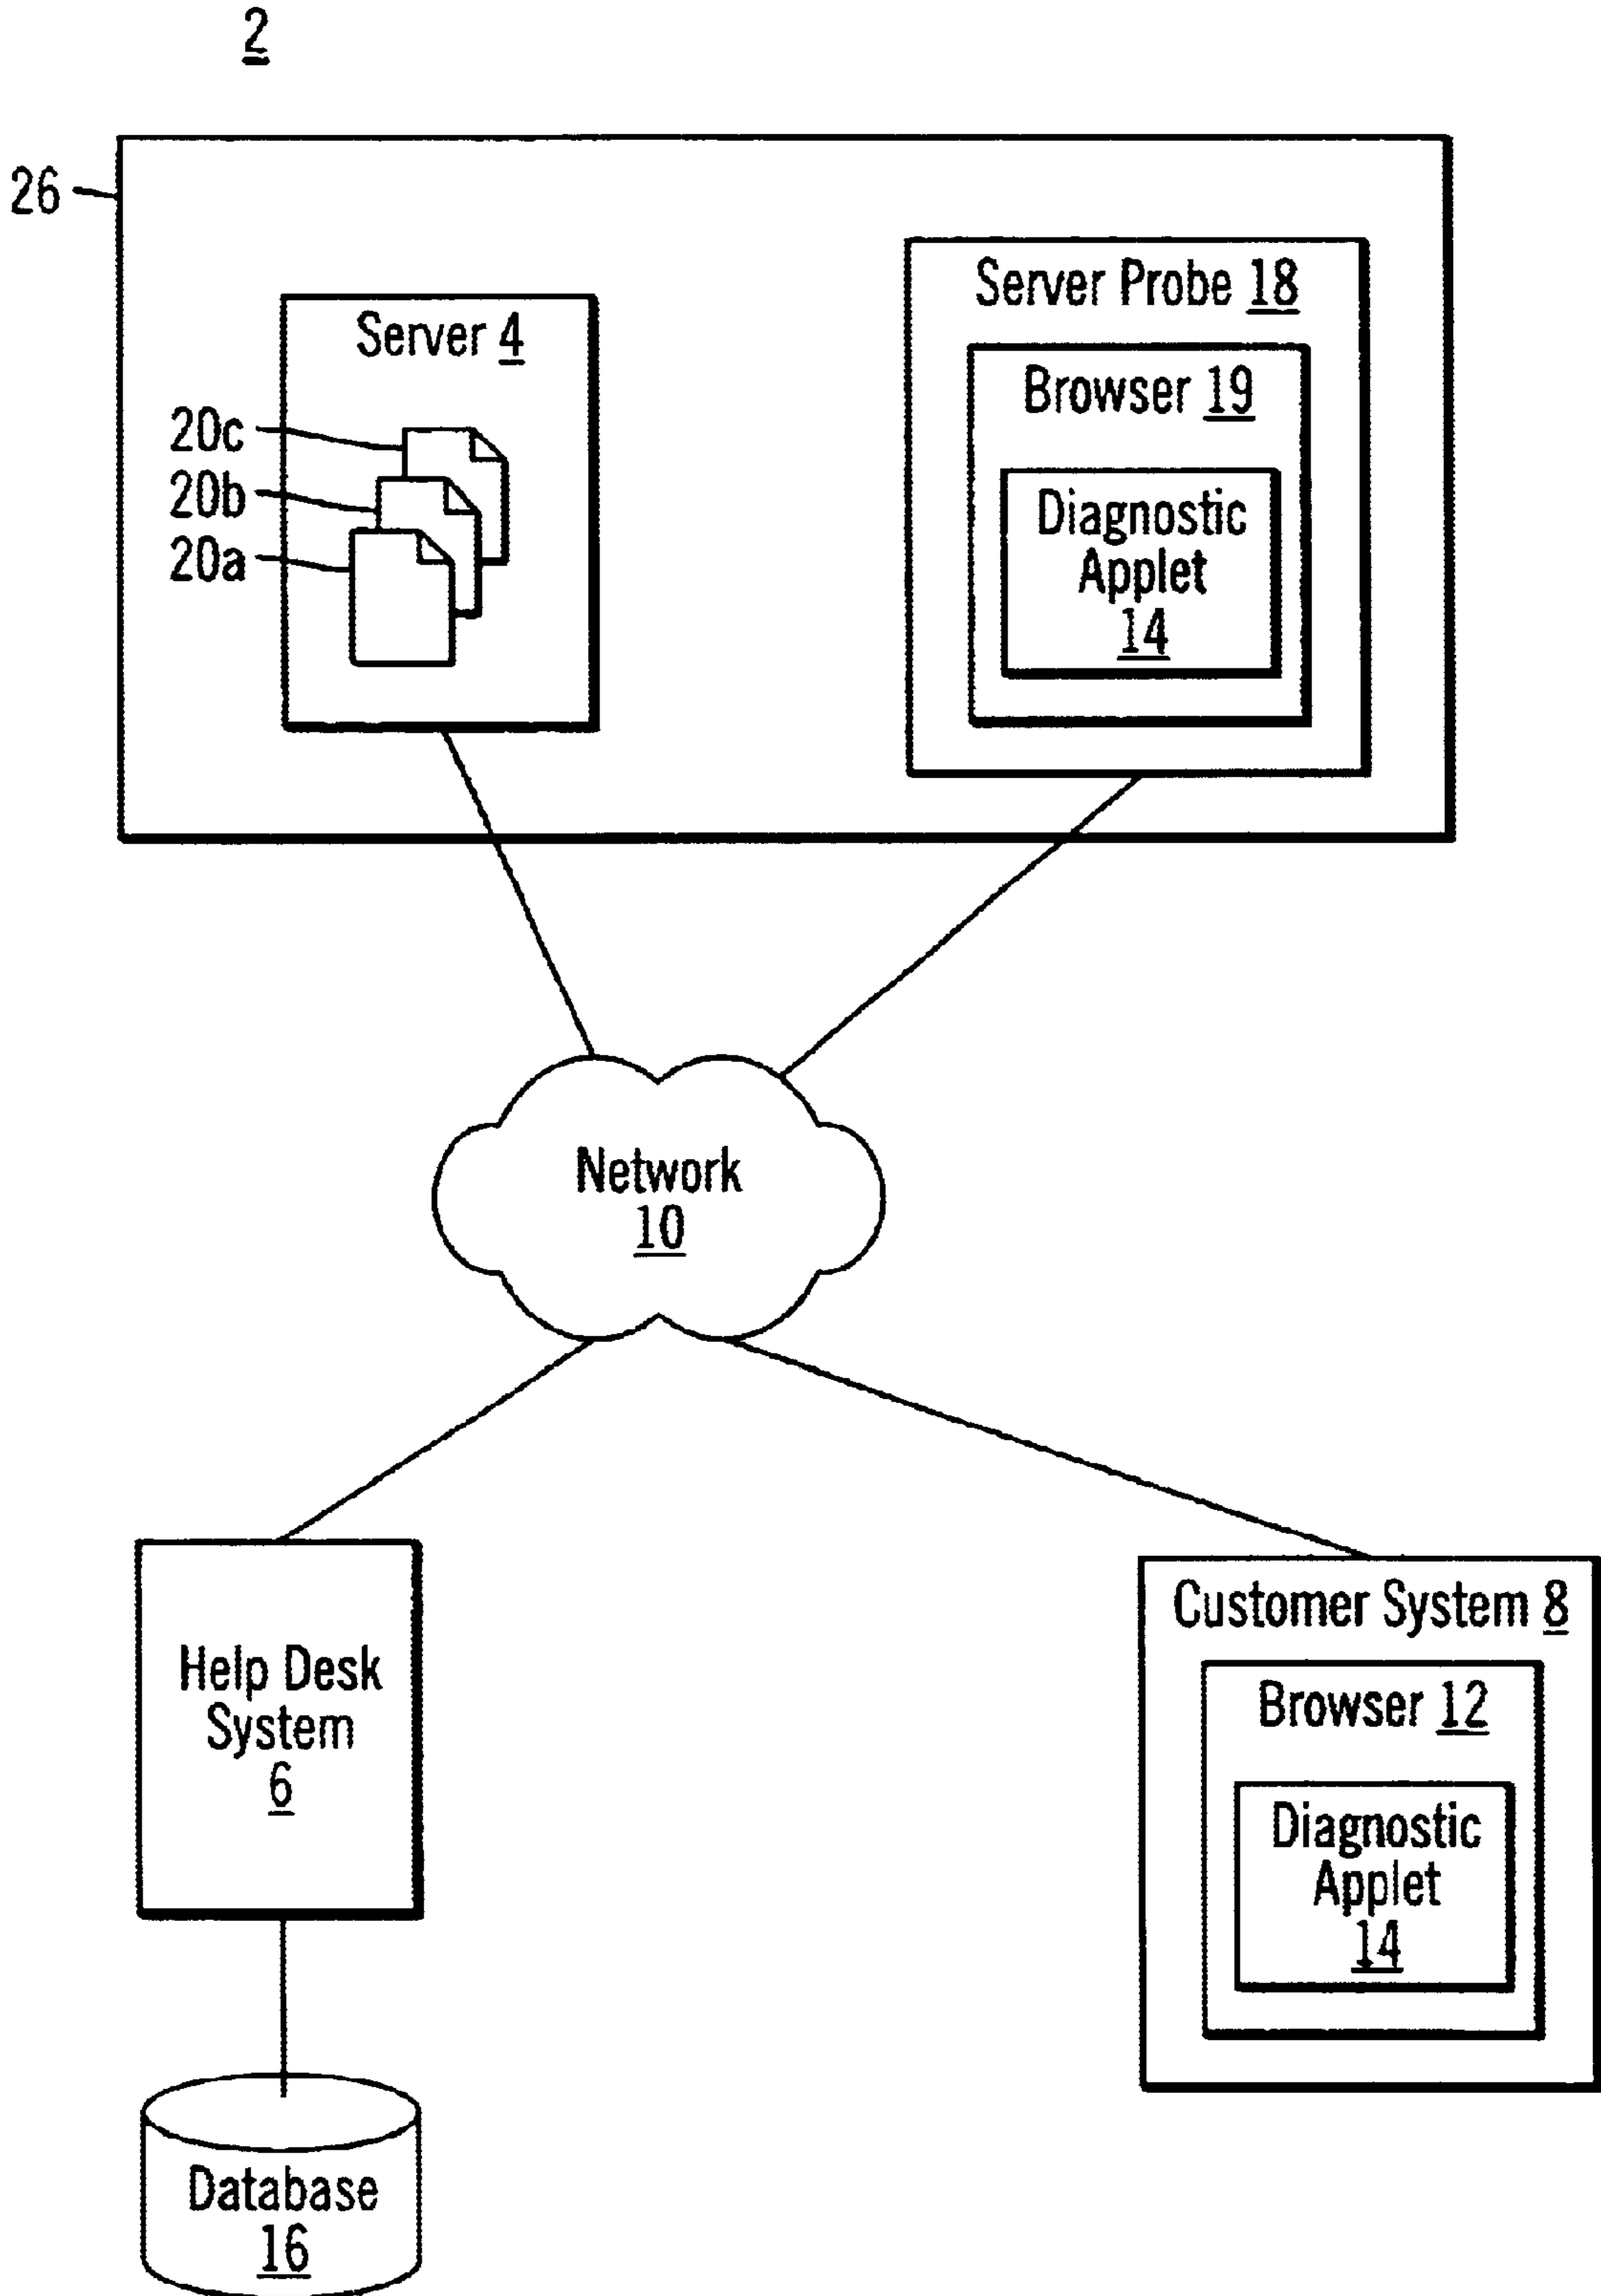 2
26
Server 4
20c
20b
20a
Server Probe 18
Browser 19
Diagnostic
Applet
14
Network
10
Help Desk
System
6
Customer System 8
Browser 12
Diagnostic
Applet
14
Database
16